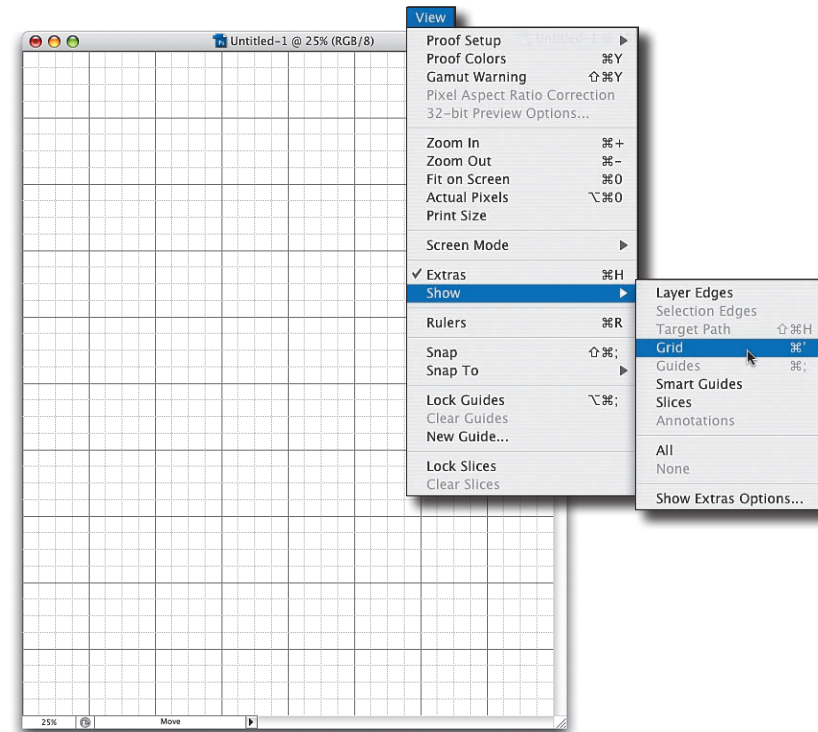 View
Untitled-1 @ 25% (RGB/8)
Proof Setup
Proof Colors ⌘Y
Gamut Warning ⇧⌘Y
Pixel Aspect Ratio Correction
32-bit Preview Options...
Zoom In ⌘+
Zoom Out ⌘–
Fit on Screen ⌘0
Actual Pixels ⌥⌘0
Print Size
Screen Mode
✓ Extras ⌘H
Show
Rulers ⌘R
Snap ⇧⌘;
Snap To
Lock Guides ⌥⌘;
Clear Guides
New Guide...
Lock Slices
Clear Slices
Layer Edges
Selection Edges
Target Path ⇧⌘H
Grid ⌘'
Guides ⌘;
Smart Guides
Slices
Annotations
All
None
Show Extras Options...
25% Move